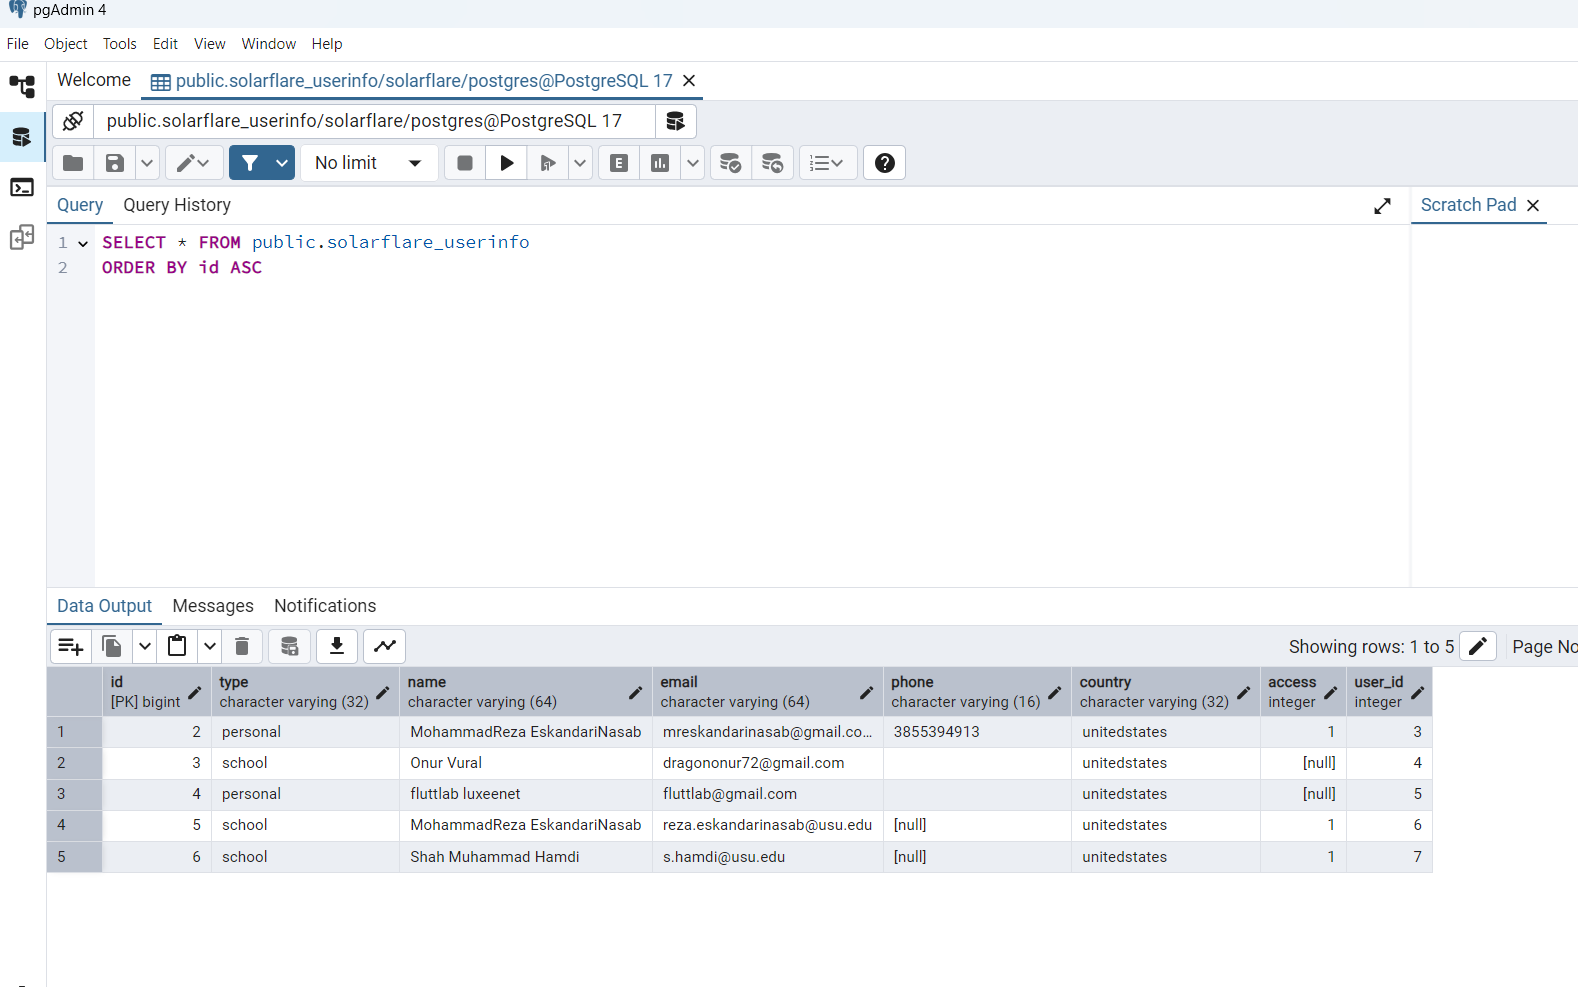 pgAdmin 4
File Object Tools Edit View Window Help
Welcome public.solarflare_userinfo/solarflare/postgres@PostgreSQL 17
public.solarflare_userinfo/solarflare/postgres@PostgreSQL 17
No limit E
Query Query History Scratch Pad
1 SELECT * FROM public.solarflare_userinfo
2 ORDER BY id ASC
Data Output Messages Notifications
Showing rows: 1 to 5 Page No
id type name email phone country access user_id
[PK] bigint character varying (32) character varying (64) character varying (64) character varying (16) character varying (32) integer integer
1 2 personal MohammadReza EskandariNasab mreskandarinasab@gmail.co... 3855394913 unitedstates 1 3
2 3 school Onur Vural dragononur72@gmail.com unitedstates [null] 4
3 4 personal fluttlab luxeenet fluttlab@gmail.com unitedstates [null] 5
4 5 school MohammadReza EskandariNasab reza.eskandarinasab@usu.edu [null] unitedstates 1 6
5 6 school Shah Muhammad Hamdi s.hamdi@usu.edu [null] unitedstates 1 7